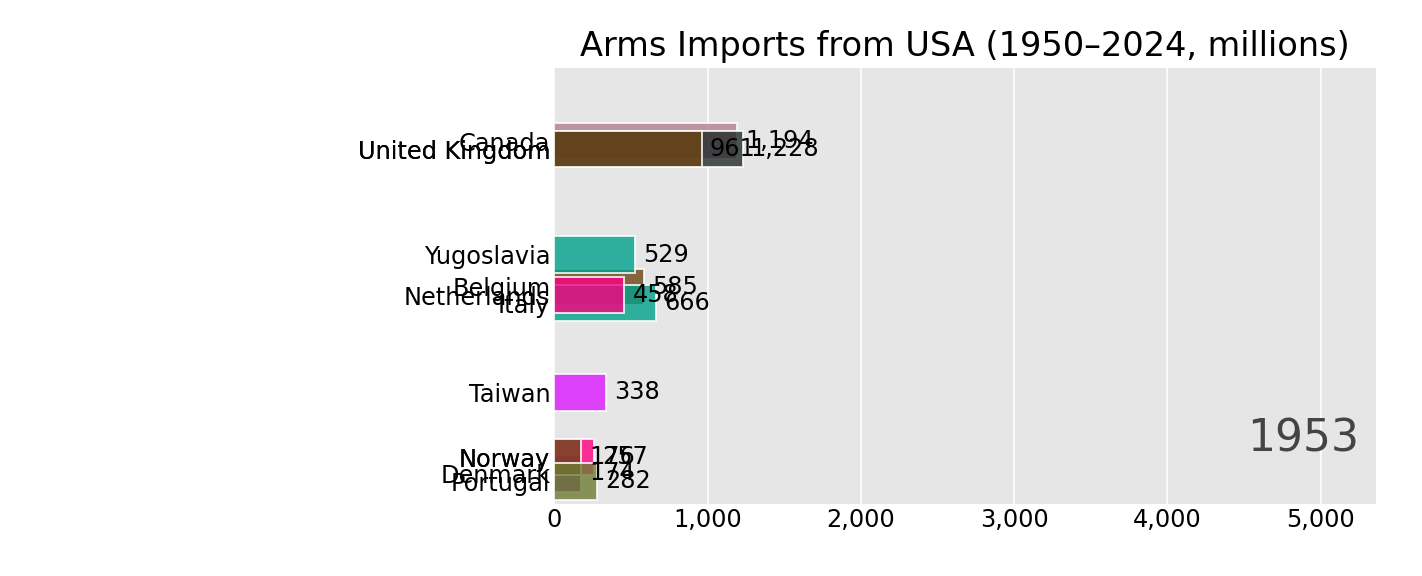 Arms Imports from USA (1950–2024, millions)
Canada
1,194
United Kingdom
961
1,228
Yugoslavia
529
Belgium
585
Netherlands
458
Italy
666
Taiwan
338
1953
Norway
257
Denmark
174
Portugal
282
0 1,000 2,000 3,000 4,000 5,000